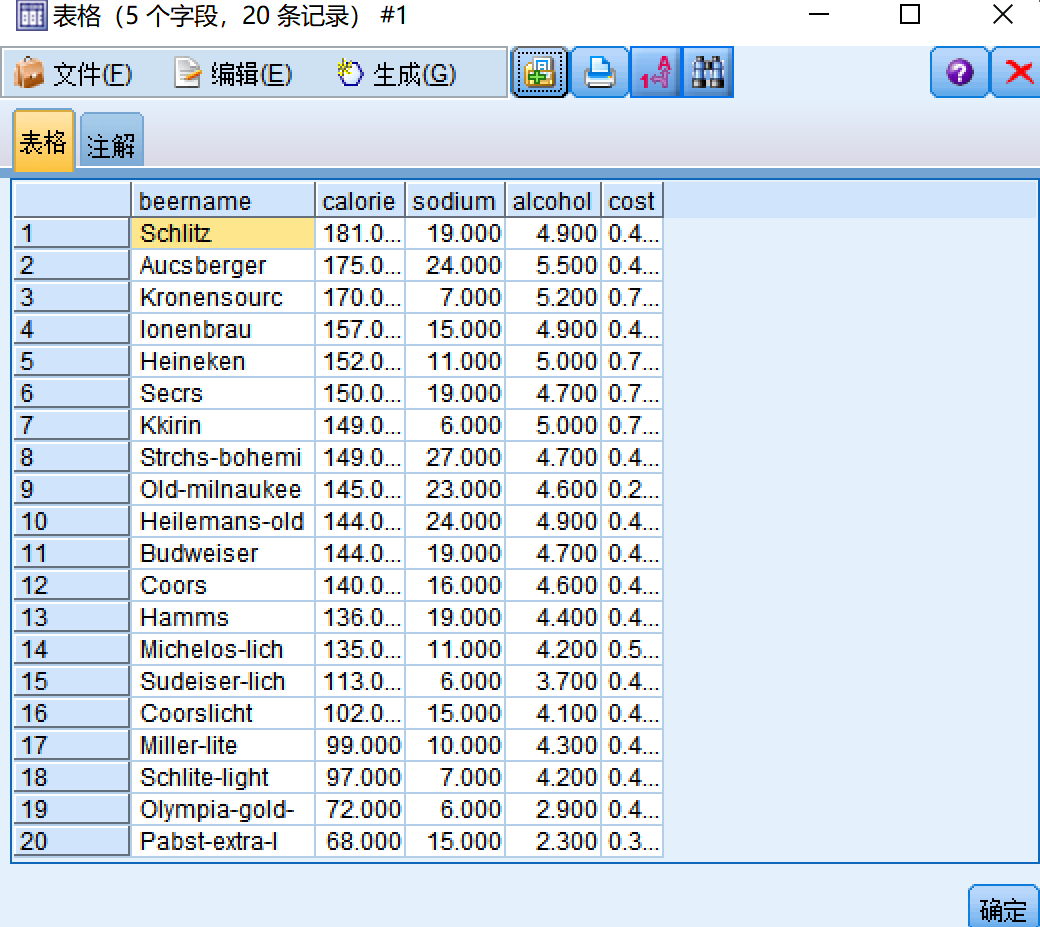 表格（5 个字段，20 条记录） #1
文件(F) 编辑(E) 生成(G)
表格 注解
beername calorie sodium alcohol cost
1 Schlitz 181.0... 19.000 4.900 0.4...
2 Aucsberger 175.0... 24.000 5.500 0.4...
3 Kronensourc 170.0... 7.000 5.200 0.7...
4 Ionenbrau 157.0... 15.000 4.900 0.4...
5 Heineken 152.0... 11.000 5.000 0.7...
6 Secrs 150.0... 19.000 4.700 0.7...
7 Kkirin 149.0... 6.000 5.000 0.7...
8 Strchs-bohemi 149.0... 27.000 4.700 0.4...
9 Old-milnaukee 145.0... 23.000 4.600 0.2...
10 Heilemans-old 144.0... 24.000 4.900 0.4...
11 Budweiser 144.0... 19.000 4.700 0.4...
12 Coors 140.0... 16.000 4.600 0.4...
13 Hamms 136.0... 19.000 4.400 0.4...
14 Michelos-lich 135.0... 11.000 4.200 0.5...
15 Sudeiser-lich 113.0... 6.000 3.700 0.4...
16 Coorslicht 102.0... 15.000 4.100 0.4...
17 Miller-lite 99.000 10.000 4.300 0.4...
18 Schlite-light 97.000 7.000 4.200 0.4...
19 Olympia-gold- 72.000 6.000 2.900 0.4...
20 Pabst-extra-l 68.000 15.000 2.300 0.3...
确定